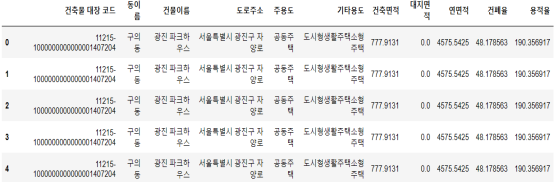 건축물 대장 코드 동이름 건물이름 도로주소 주용도 기타용도 건축면적 대지면적 연면적 건폐율 용적율
0 11215-1000000000000001407204 구의동 광진 파크하우스 서울특별시 광진구 자양로 공동주택 도시형생활주택소형주택 777.9131 0.0 4575.5425 48.178563 190.356917
1 11215-1000000000000001407204 구의동 광진 파크하우스 서울특별시 광진구 자양로 공동주택 도시형생활주택소형주택 777.9131 0.0 4575.5425 48.178563 190.356917
2 11215-1000000000000001407204 구의동 광진 파크하우스 서울특별시 광진구 자양로 공동주택 도시형생활주택소형주택 777.9131 0.0 4575.5425 48.178563 190.356917
3 11215-1000000000000001407204 구의동 광진 파크하우스 서울특별시 광진구 자양로 공동주택 도시형생활주택소형주택 777.9131 0.0 4575.5425 48.178563 190.356917
4 11215-1000000000000001407204 구의동 광진 파크하우스 서울특별시 광진구 자양로 공동주택 도시형생활주택소형주택 777.9131 0.0 4575.5425 48.178563 190.356917